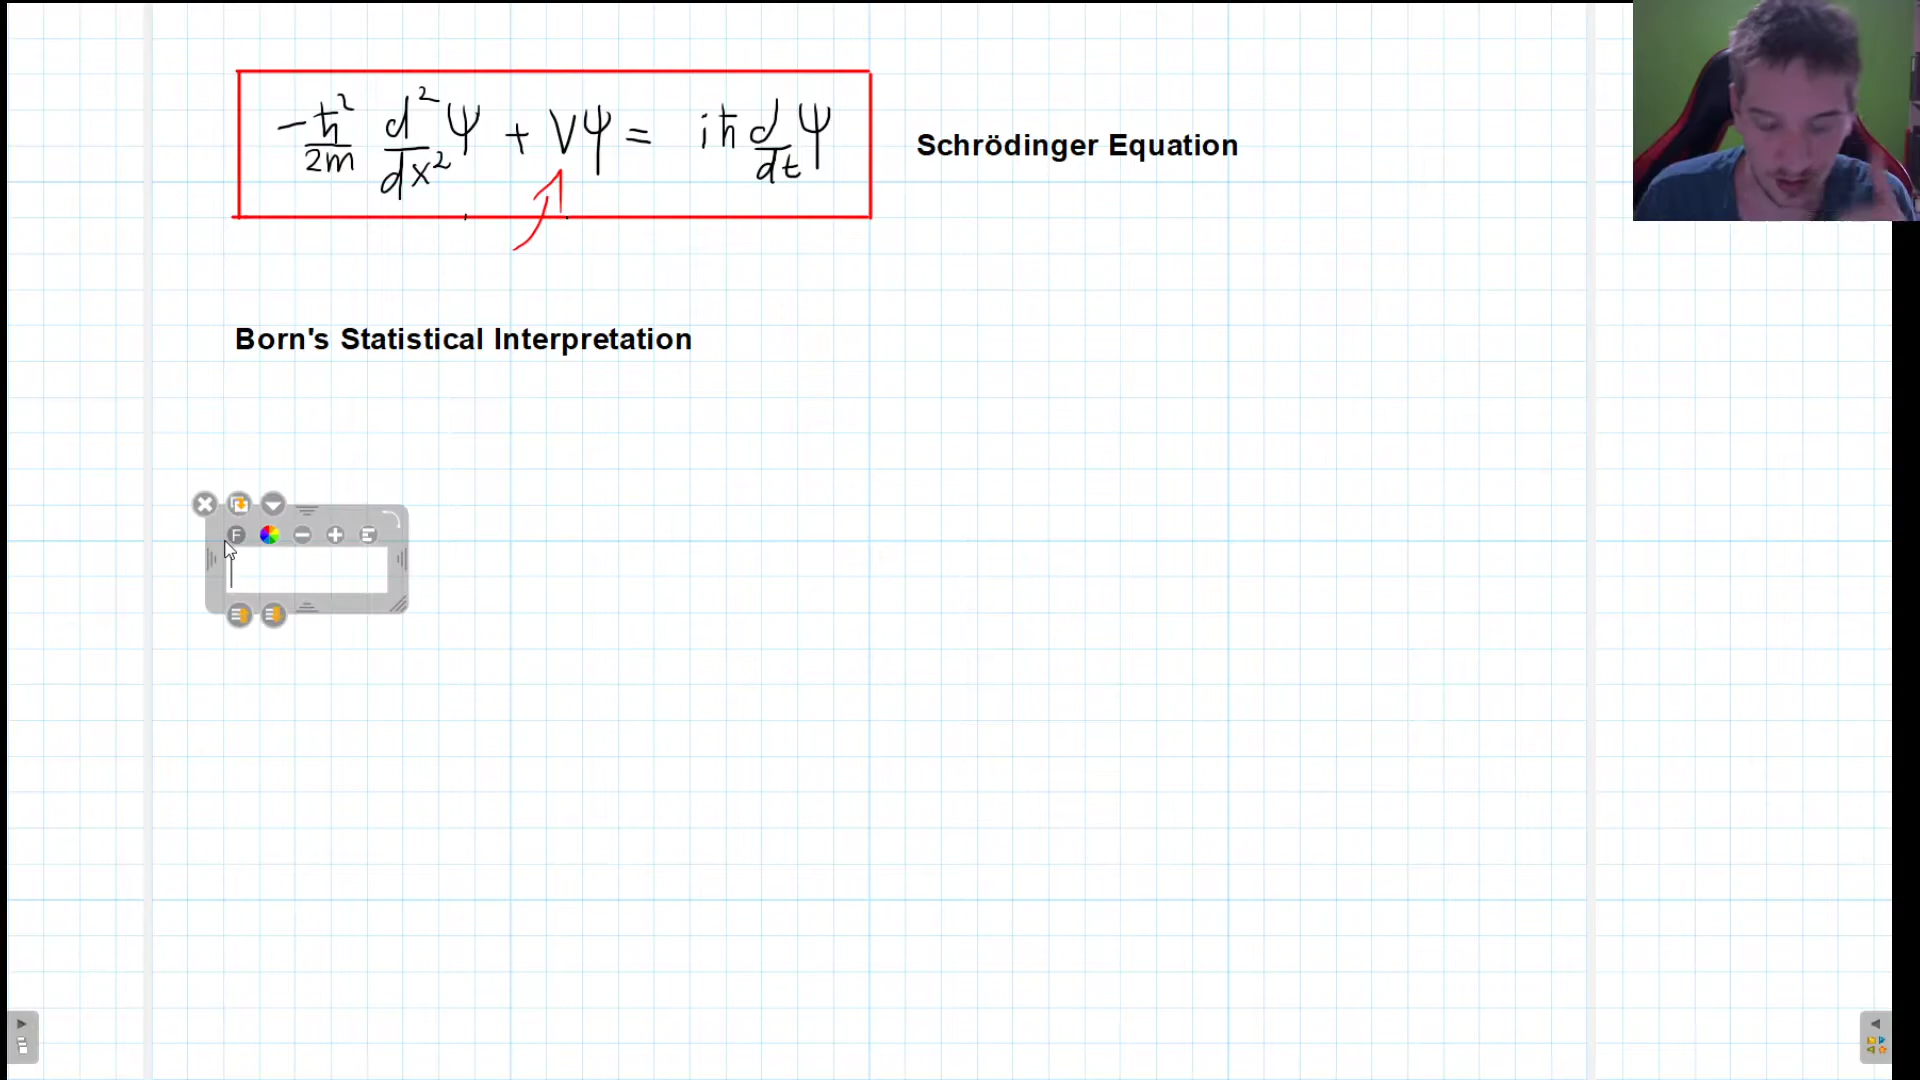 -ħ²/2m d²/dx² Ψ + VΨ = iħ d/dt Ψ
Schrödinger Equation
Born's Statistical Interpretation
F